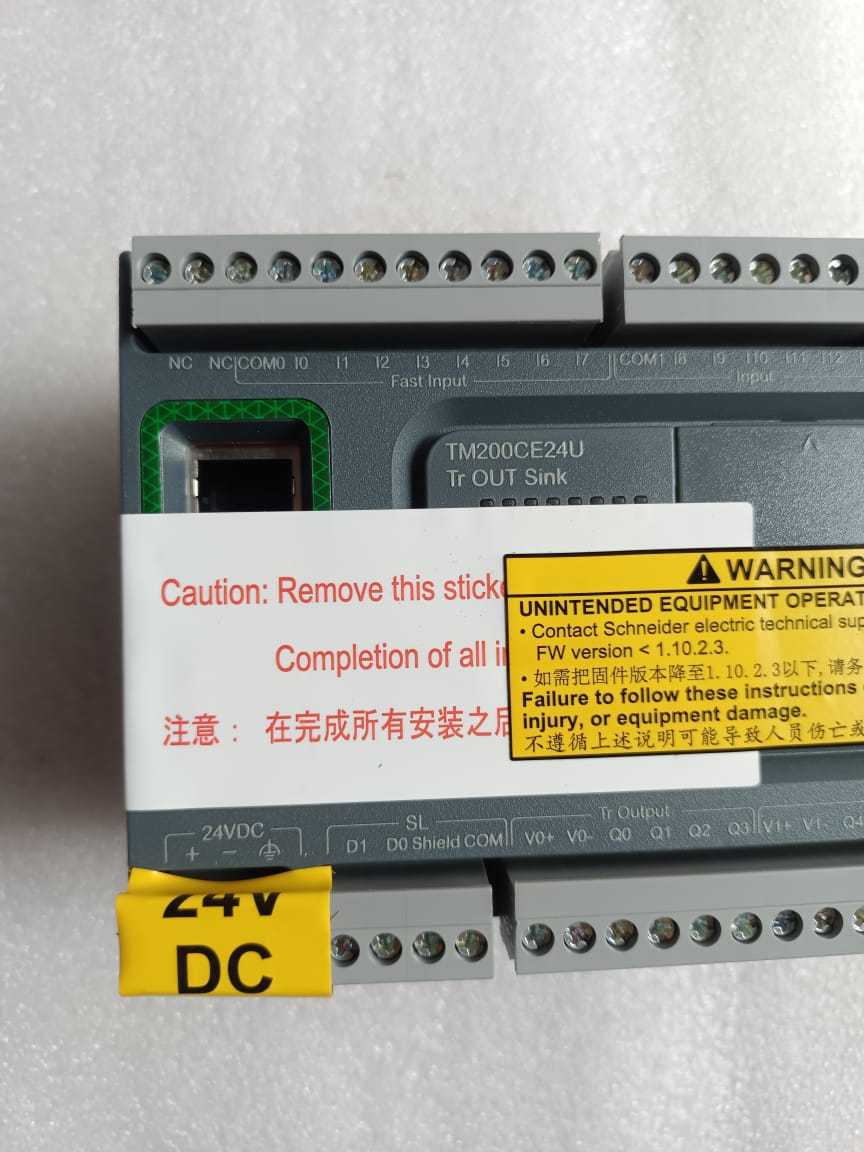 NC NC COM0 I0 I1 I2 I3 I4 I5 I6 I7 COM1 I8 I9 I10 I11 I12
Fast Input Input
TM200CE24U
Tr OUT Sink
Caution: Remove this sticke
Completion of all in
注意： 在完成所有安装之后
WARNING
UNINTENDED EQUIPMENT OPERAT
• Contact Schneider electric technical sup
FW version < 1.10.2.3.
• 如需把固件版本降至1.10.2.3以下,请务
Failure to follow these instructions
injury, or equipment damage.
不遵循上述说明可能导致人员伤亡或
24VDC SL Tr Output
+ − D1 D0 Shield COM V0+ V0- Q0 Q1 Q2 Q3 V1+ V1- Q4
24V
DC